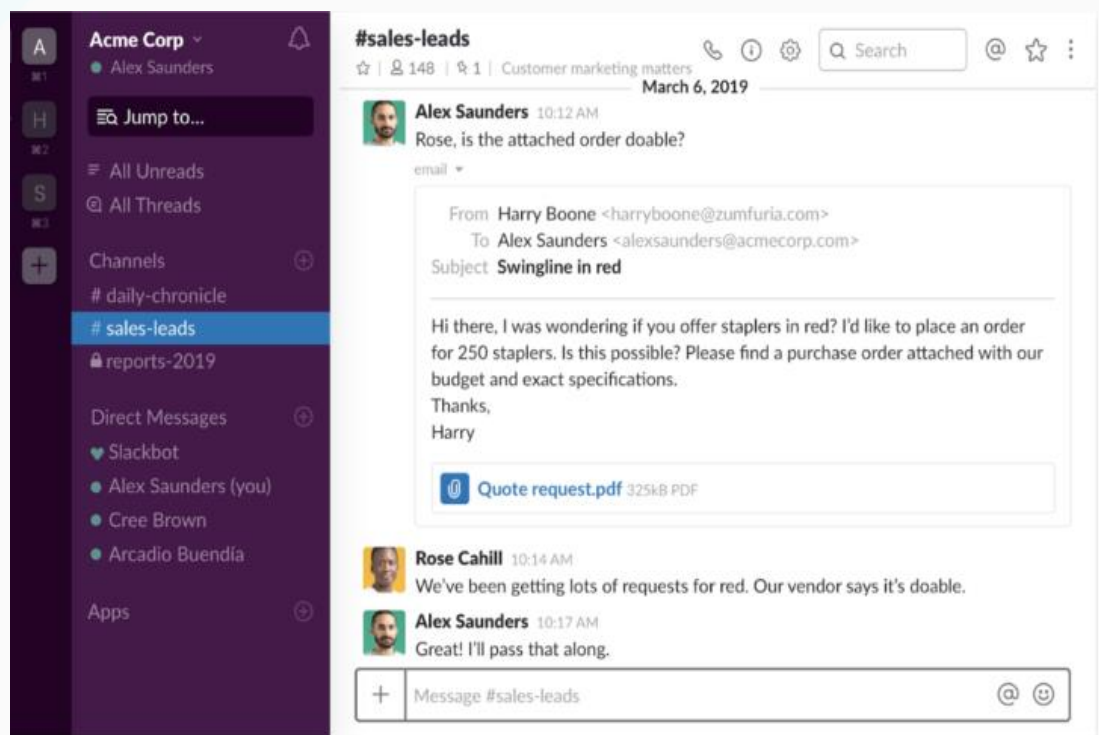 A
⌘1
H
⌘2
S
⌘3
+
Acme Corp
Alex Saunders
Jump to...
All Unreads
All Threads
Channels
# daily-chronicle
# sales-leads
reports-2019
Direct Messages
Slackbot
Alex Saunders (you)
Cree Brown
Arcadio Buendía
Apps
#sales-leads
148 | 1 | Customer marketing matters
Search
March 6, 2019
Alex Saunders 10:12 AM
Rose, is the attached order doable?
email
From Harry Boone <harryboone@zumfuria.com>
To Alex Saunders <alexsaunders@acmecorp.com>
Subject Swingline in red
Hi there, I was wondering if you offer staplers in red? I'd like to place an order
for 250 staplers. Is this possible? Please find a purchase order attached with our
budget and exact specifications.
Thanks,
Harry
Quote request.pdf 325kB PDF
Rose Cahill 10:14 AM
We've been getting lots of requests for red. Our vendor says it's doable.
Alex Saunders 10:17 AM
Great! I'll pass that along.
Message #sales-leads